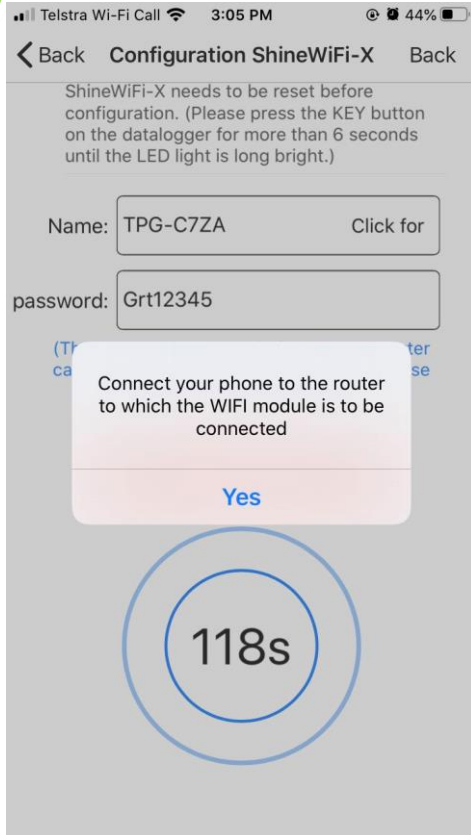 Telstra Wi-Fi Call 3:05 PM 44%
Back Configuration ShineWiFi-X Back
ShineWiFi-X needs to be reset before
configuration. (Please press the KEY button
on the datalogger for more than 6 seconds
until the LED light is long bright.)
Name: TPG-C7ZA Click for
password: Grt12345
Connect your phone to the router
to which the WIFI module is to be
connected
Yes
118s